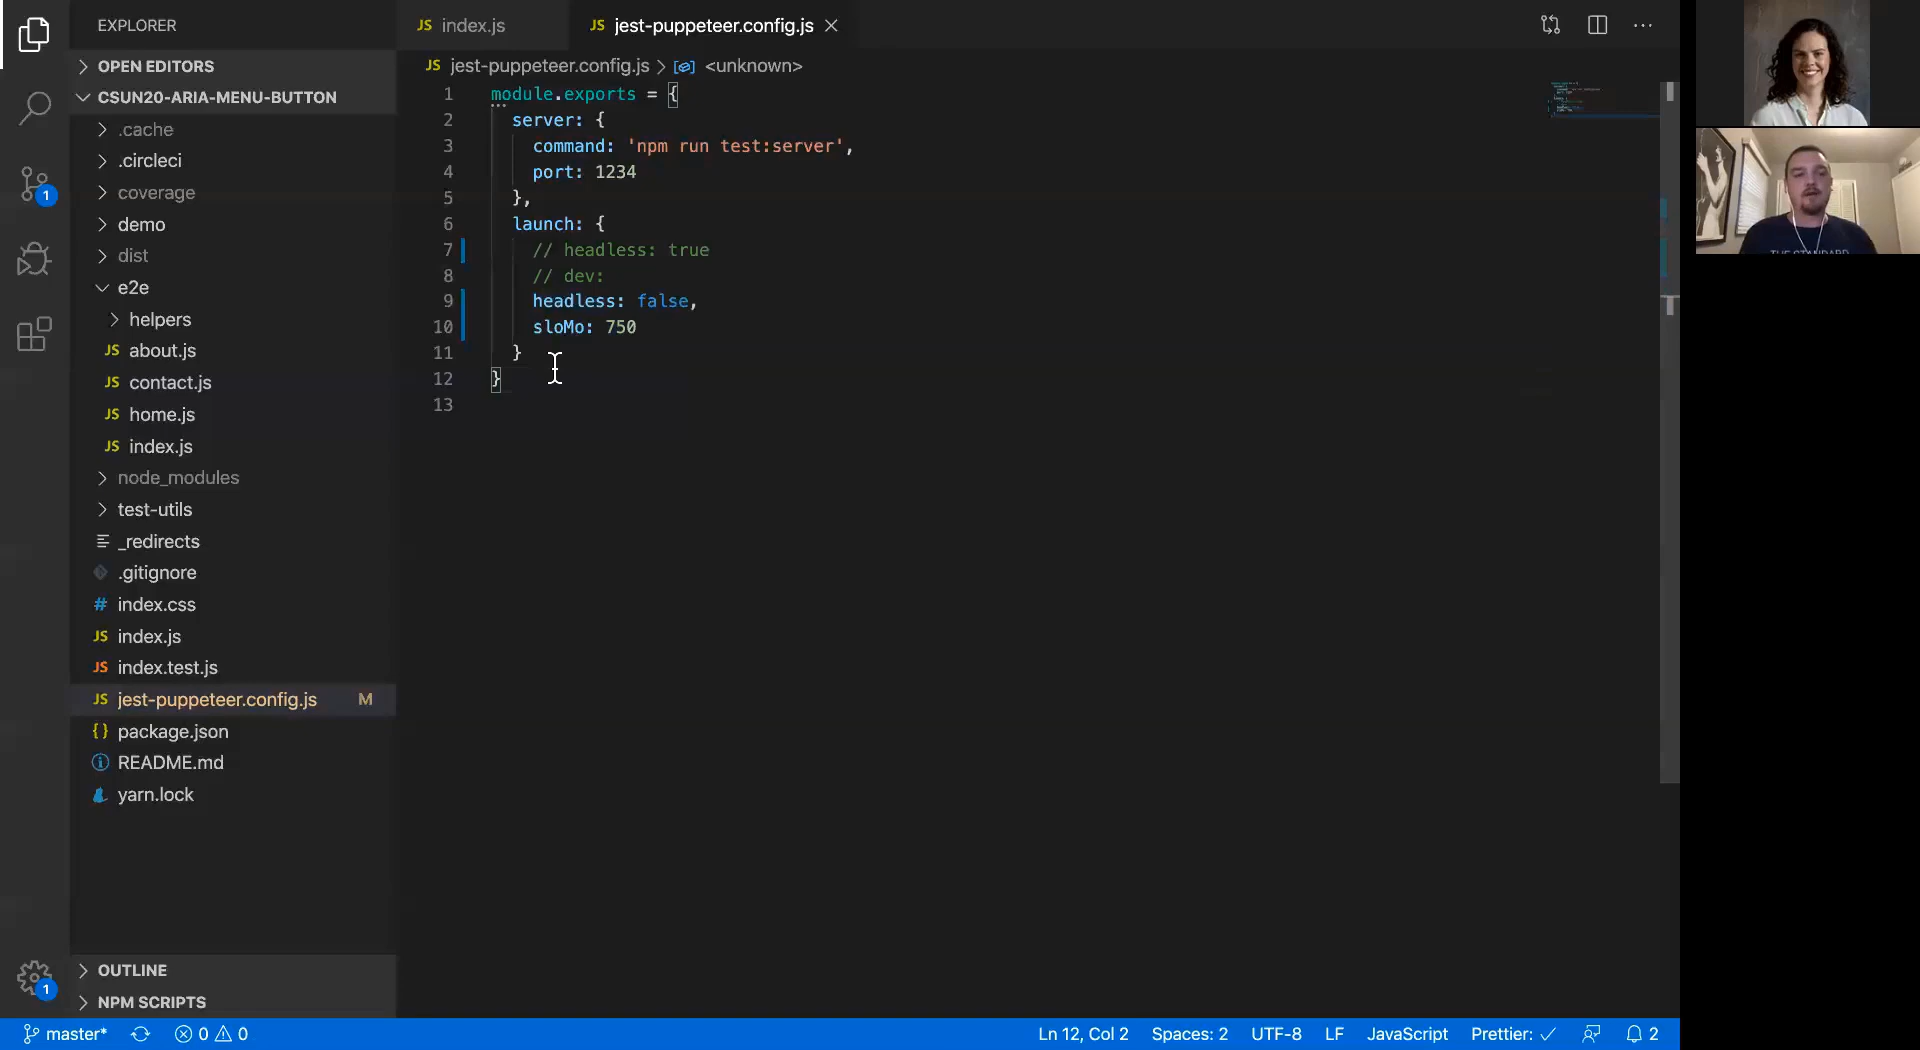 EXPLORER
OPEN EDITORS
CSUN20-ARIA-MENU-BUTTON
.cache
.circleci
coverage
demo
dist
e2e
helpers
JS about.js
JS contact.js
JS home.js
JS index.js
node_modules
test-utils
_redirects
.gitignore
# index.css
JS index.js
JS index.test.js
JS jest-puppeteer.config.js M
{} package.json
README.md
yarn.lock
OUTLINE
NPM SCRIPTS
1
1
JS index.js
JS jest-puppeteer.config.js
JS jest-puppeteer.config.js > <unknown>
1 module.exports = {
2 server: {
3 command: 'npm run test:server',
4 port: 1234
5 },
6 launch: {
7 // headless: true
8 // dev:
9 headless: false,
10 sloMo: 750
11 }
12 }
13
THE STANDARD
master* 0 0 Ln 12, Col 2 Spaces: 2 UTF-8 LF JavaScript Prettier: ✓ 2